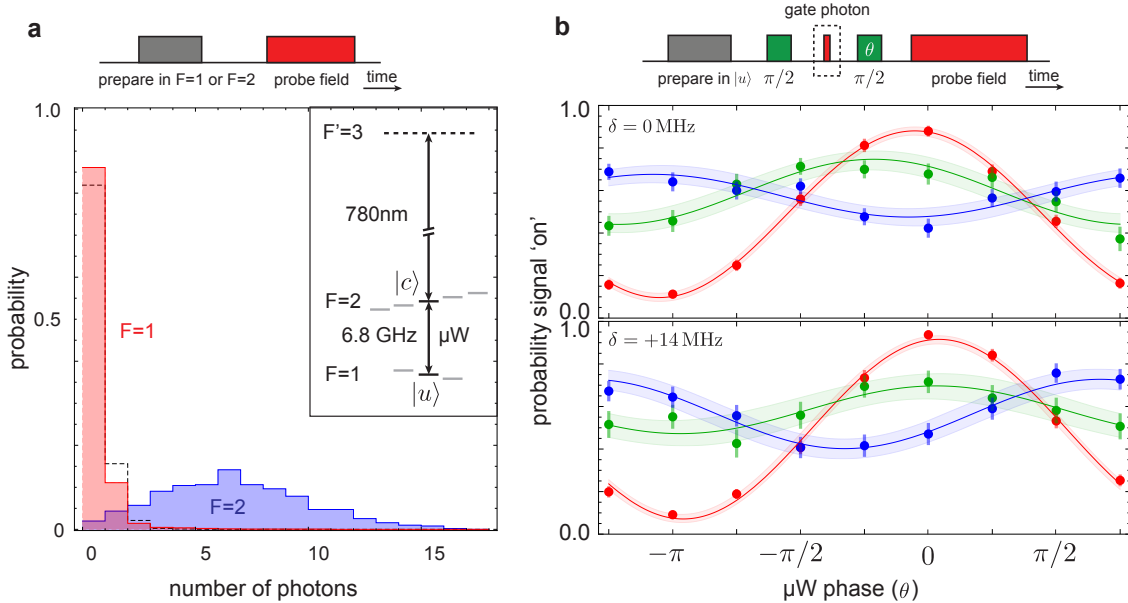 a
prepare in F=1 or F=2
probe field
time
1.0
0.5
0
probability
F=1
F=2
0
5
10
15
number of photons
F'=3
780nm
|c⟩
F=2
6.8 GHz
μW
F=1
|u⟩
b
gate photon
θ
prepare in |u⟩
π/2
π/2
probe field
time
1.0
δ = 0 MHz
0.0
1.0
δ = +14 MHz
0.0
probability signal 'on'
−π
−π/2
0
π/2
μW phase (θ)